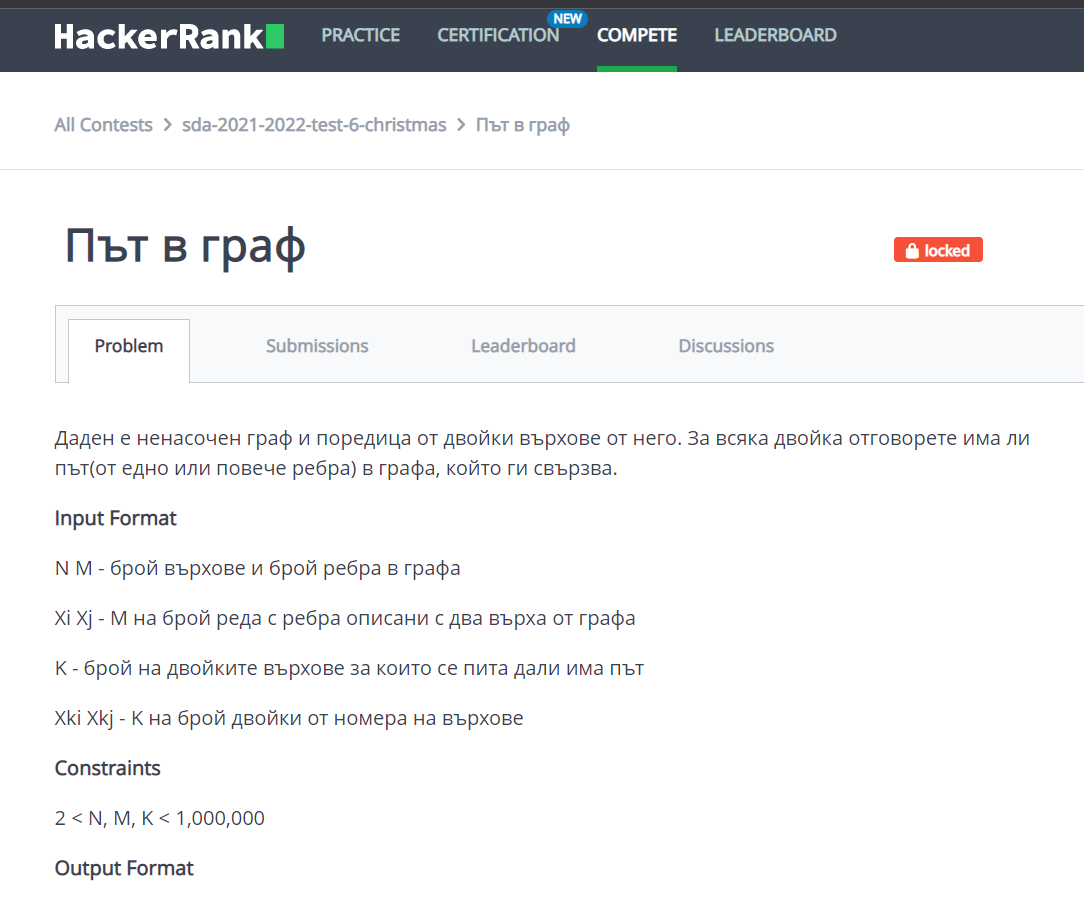 HackerRank PRACTICE CERTIFICATION NEW COMPETE LEADERBOARD
All Contests > sda-2021-2022-test-6-christmas > Път в граф
Път в граф
locked
Problem Submissions Leaderboard Discussions
Даден е ненасочен граф и поредица от двойки върхове от него. За всяка двойка отговорете има ли
път(от едно или повече ребра) в графа, който ги свързва.
Input Format
N M - брой върхове и брой ребра в графа
Xi Xj - M на брой реда с ребра описани с два върха от графа
K - брой на двойките върхове за които се пита дали има път
Xki Xkj - K на брой двойки от номера на върхове
Constraints
2 < N, M, K < 1,000,000
Output Format